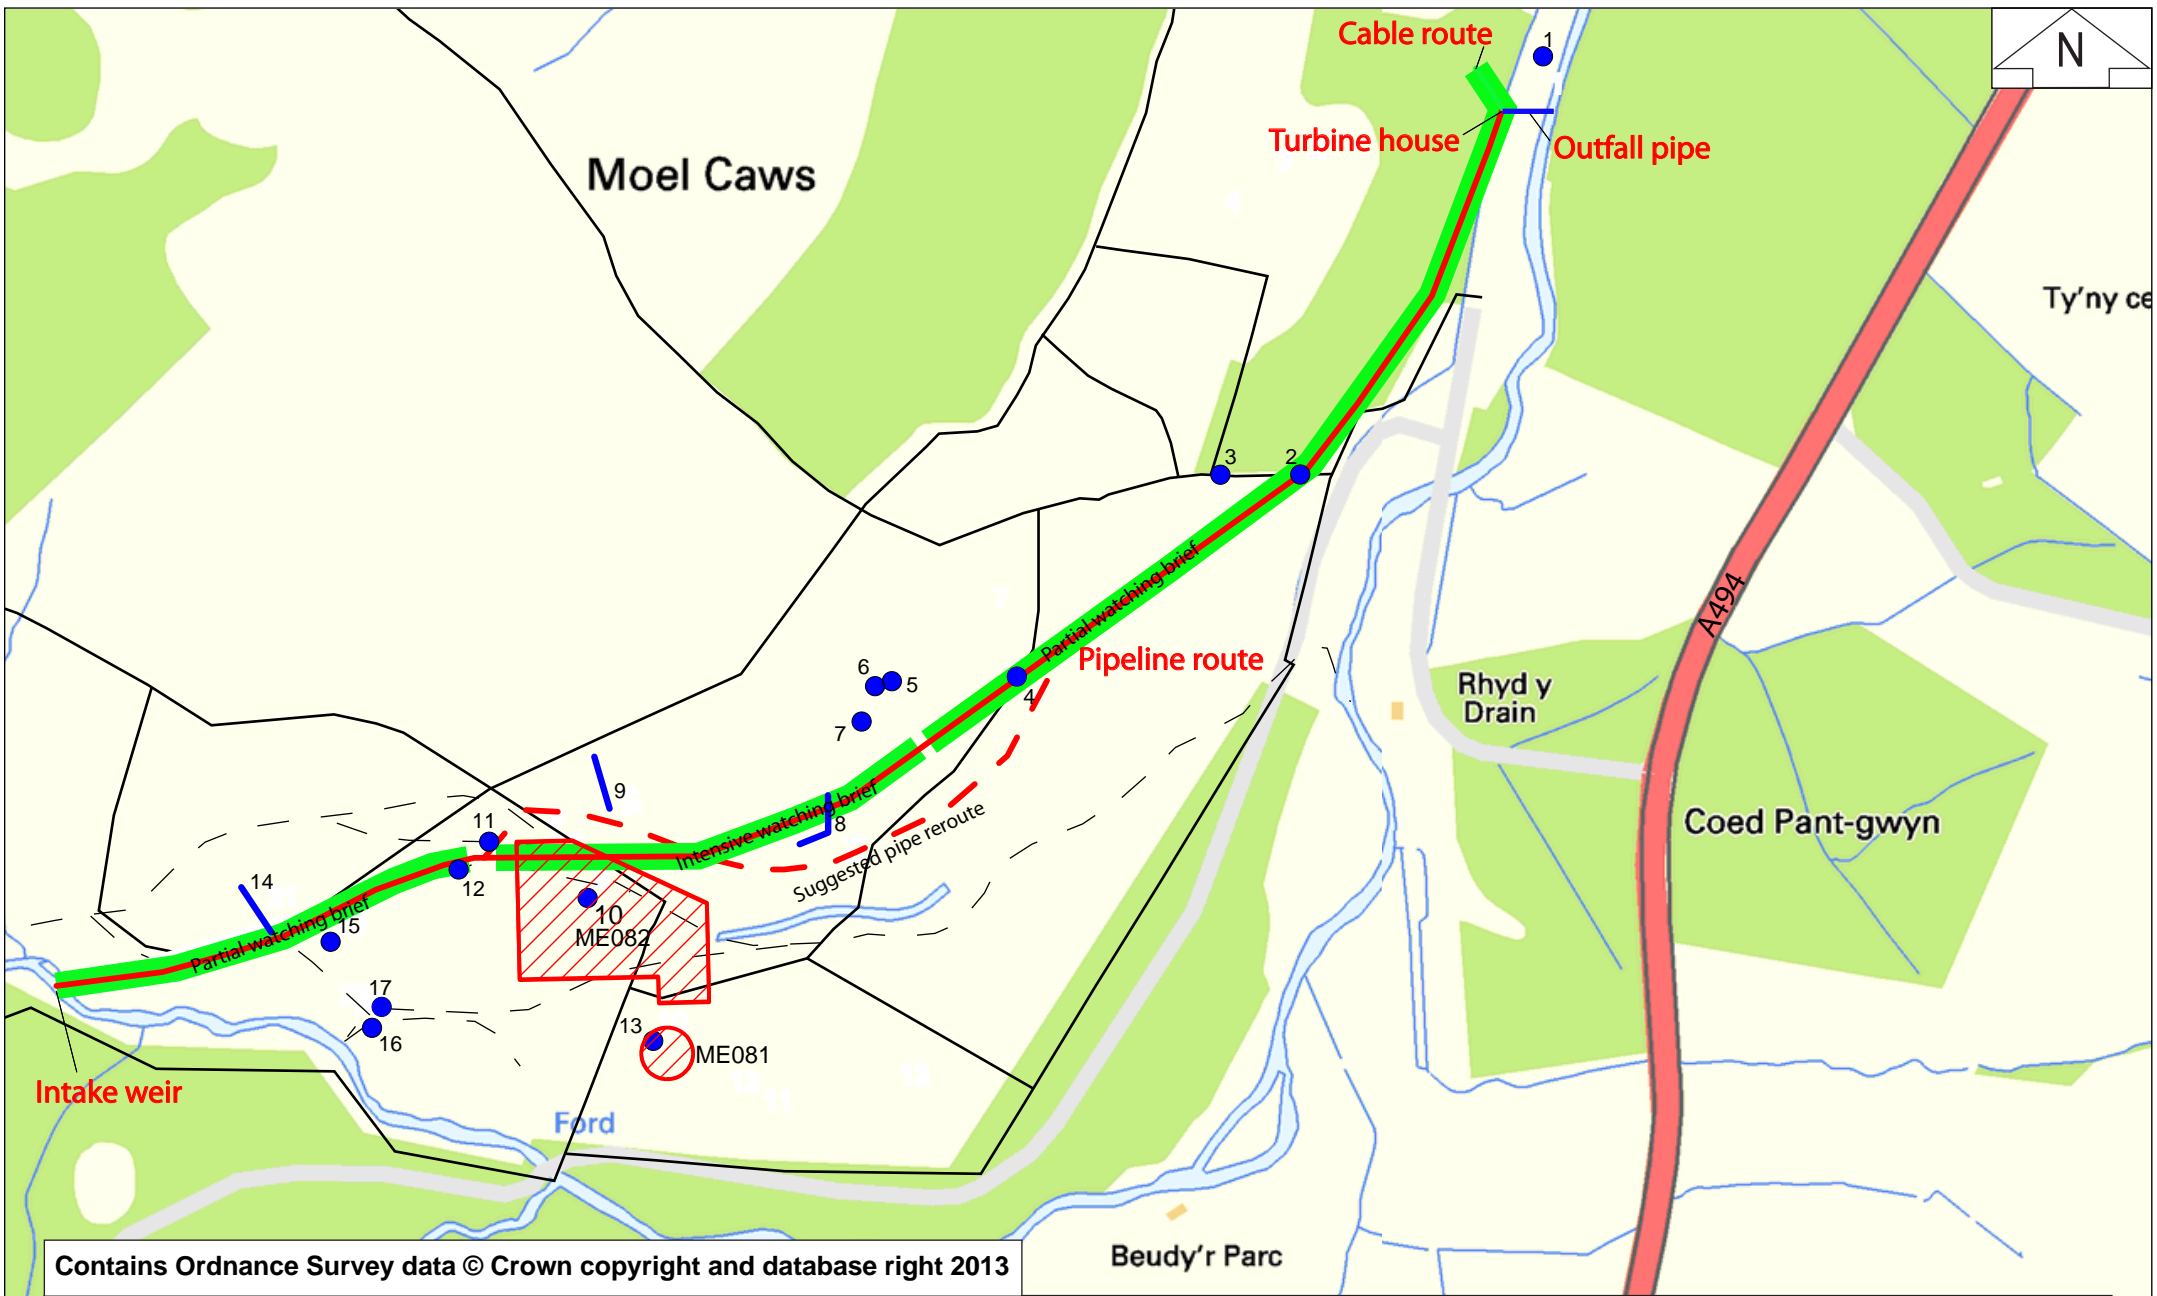 Cable route
1
N
Turbine house
Outfall pipe
Moel Caws
Ty'ny ce
3
2
Partial watching brief
A494
Pipeline route
6
5
4
7
Rhyd y
Drain
9
8
Intensive watching brief
Suggested pipe reroute
Coed Pant-gwyn
11
12
14
15
Partial watching brief
10
ME082
17
16
13
ME081
Intake weir
Ford
Beudy'r Parc
Contains Ordnance Survey data © Crown copyright and database right 2013